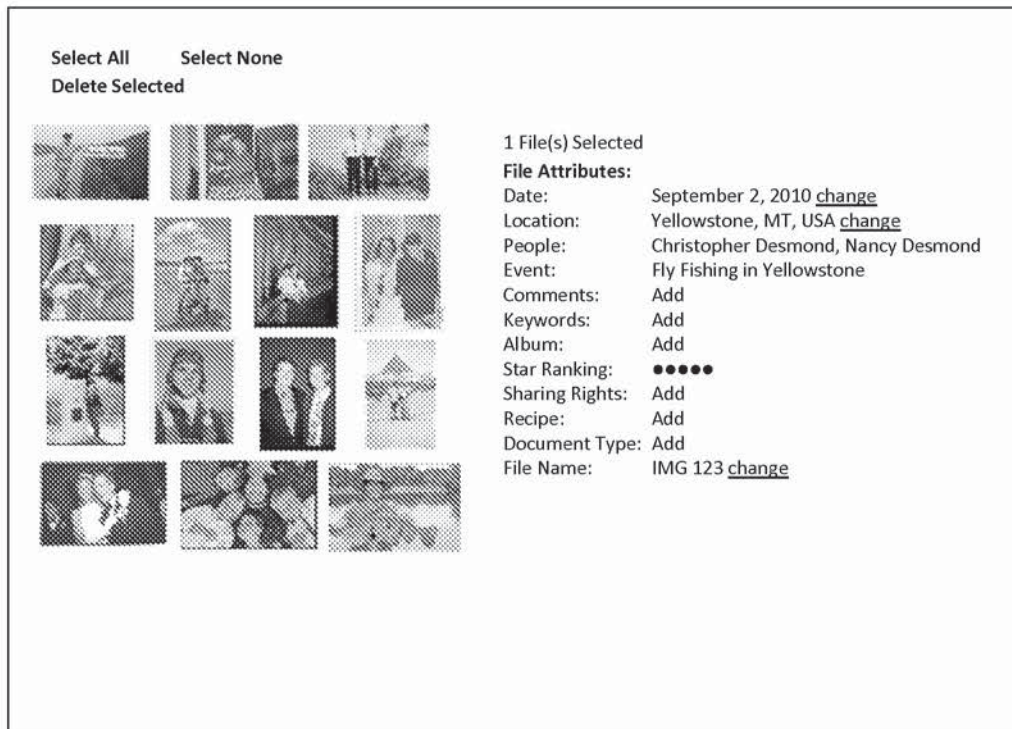 Select All Select None
Delete Selected
1 File(s) Selected
File Attributes:
Date: September 2, 2010 change
Location: Yellowstone, MT, USA change
People: Christopher Desmond, Nancy Desmond
Event: Fly Fishing in Yellowstone
Comments: Add
Keywords: Add
Album: Add
Star Ranking: ●●●●●
Sharing Rights: Add
Recipe: Add
Document Type: Add
File Name: IMG 123 change